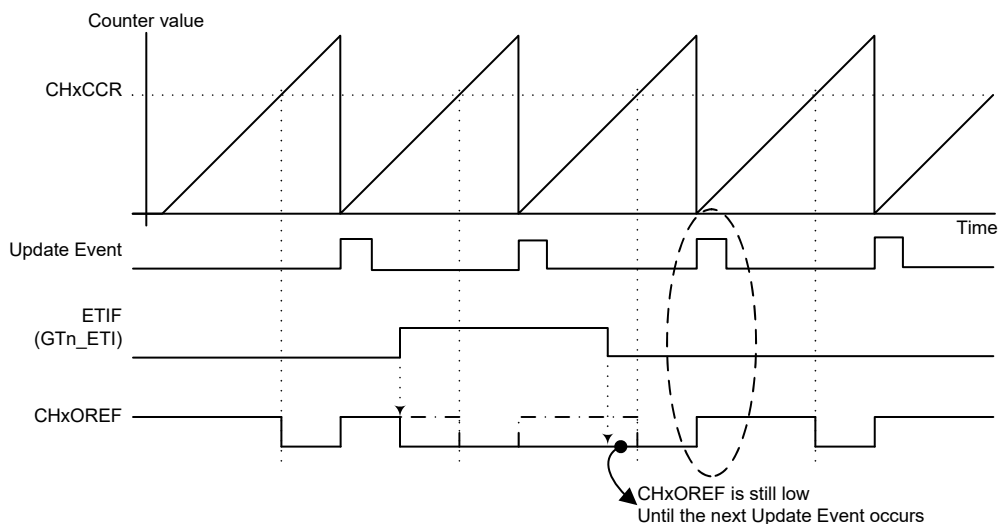 Counter value
CHxCCR
Time
Update Event
ETIF
(GTn_ETI)
CHxOREF
CHxOREF is still low
Until the next Update Event occurs